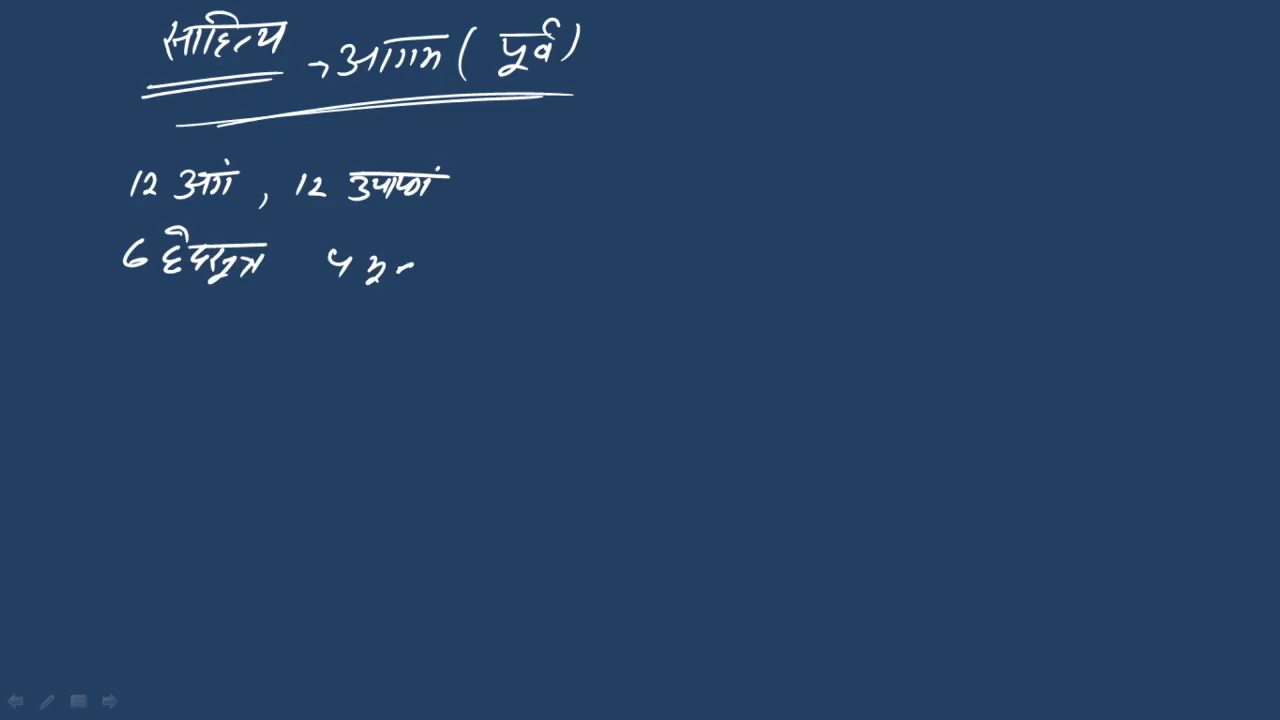 साहित्य → आगम ( पूर्व )
12 अंग , 12 उपांग
6 छेदसूत्र 4 मू